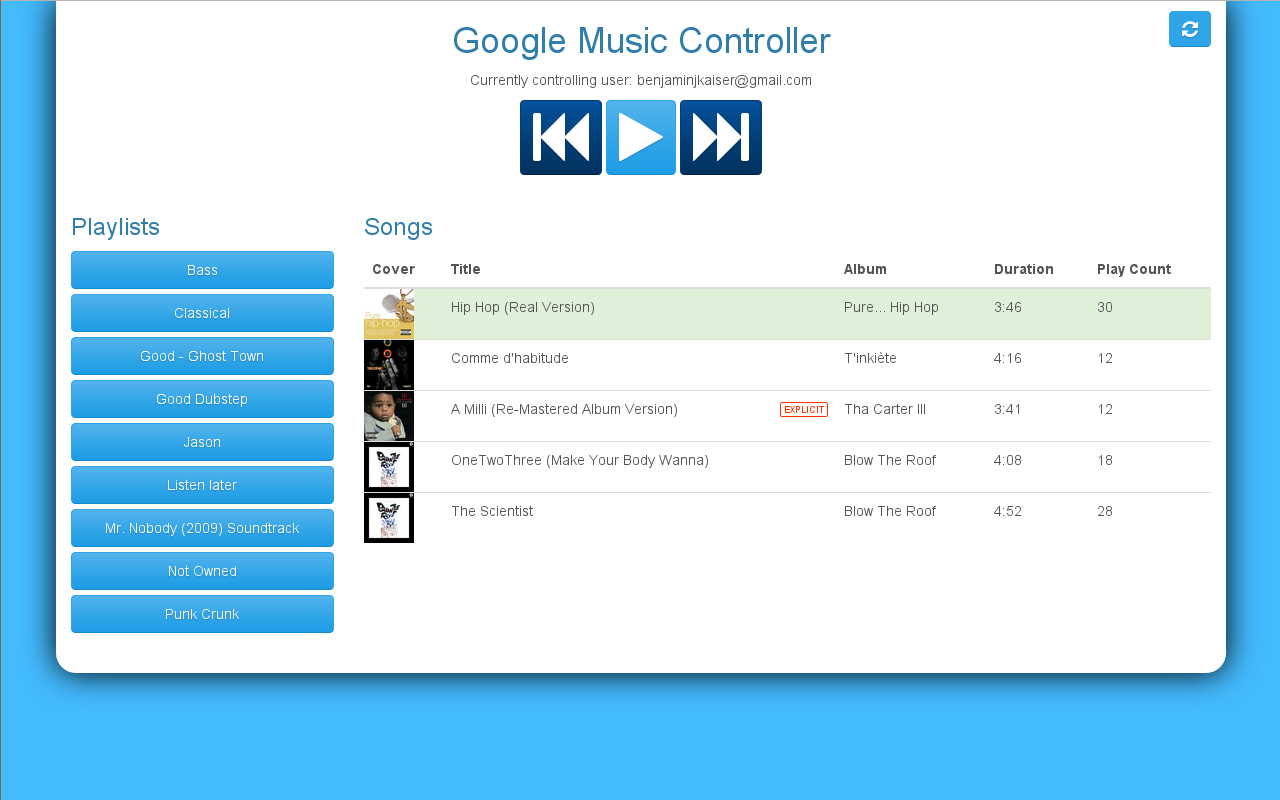 Google Music Controller
Currently controlling user: benjaminjkaiser@gmail.com
Playlists
Bass
Classical
Good - Ghost Town
Good Dubstep
Jason
Listen later
Mr. Nobody (2009) Soundtrack
Not Owned
Punk Crunk
Songs
Cover Title Album Duration Play Count
Pure hip-hop
Hip Hop (Real Version) Pure... Hip Hop 3:46 30
Comme d'habitude T'inkiète 4:16 12
A Milli (Re-Mastered Album Version) EXPLICIT Tha Carter III 3:41 12
OneTwoThree (Make Your Body Wanna) Blow The Roof 4:08 18
The Scientist Blow The Roof 4:52 28